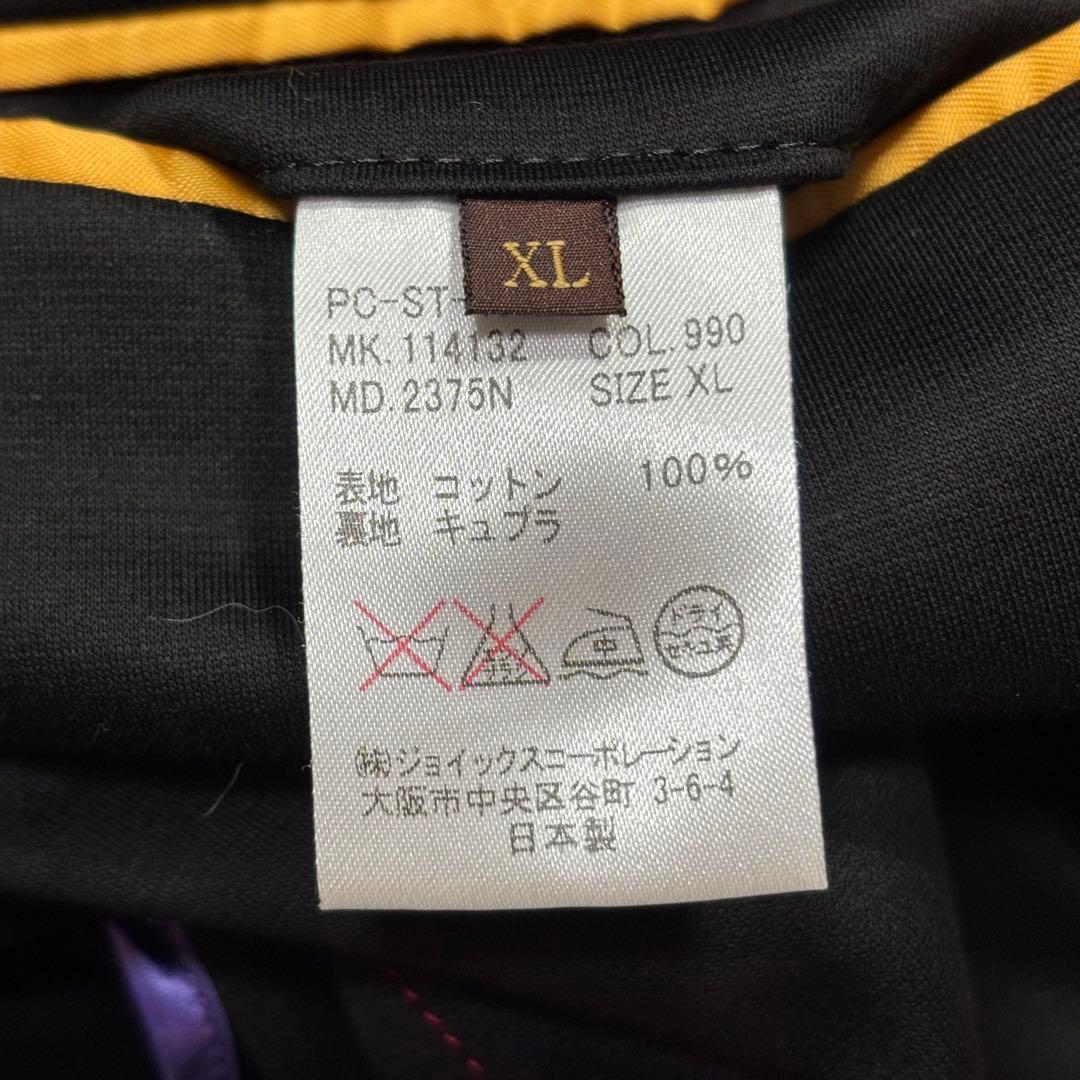 XL
PC-ST-
MK.114132 COL.990
MD.2375N SIZE XL
表地 コットン 100%
裏地 キュプラ
ドライ
セキユ系
(株)ジョイックスコーポレーション
大阪市中央区谷町 3-6-4
日本製